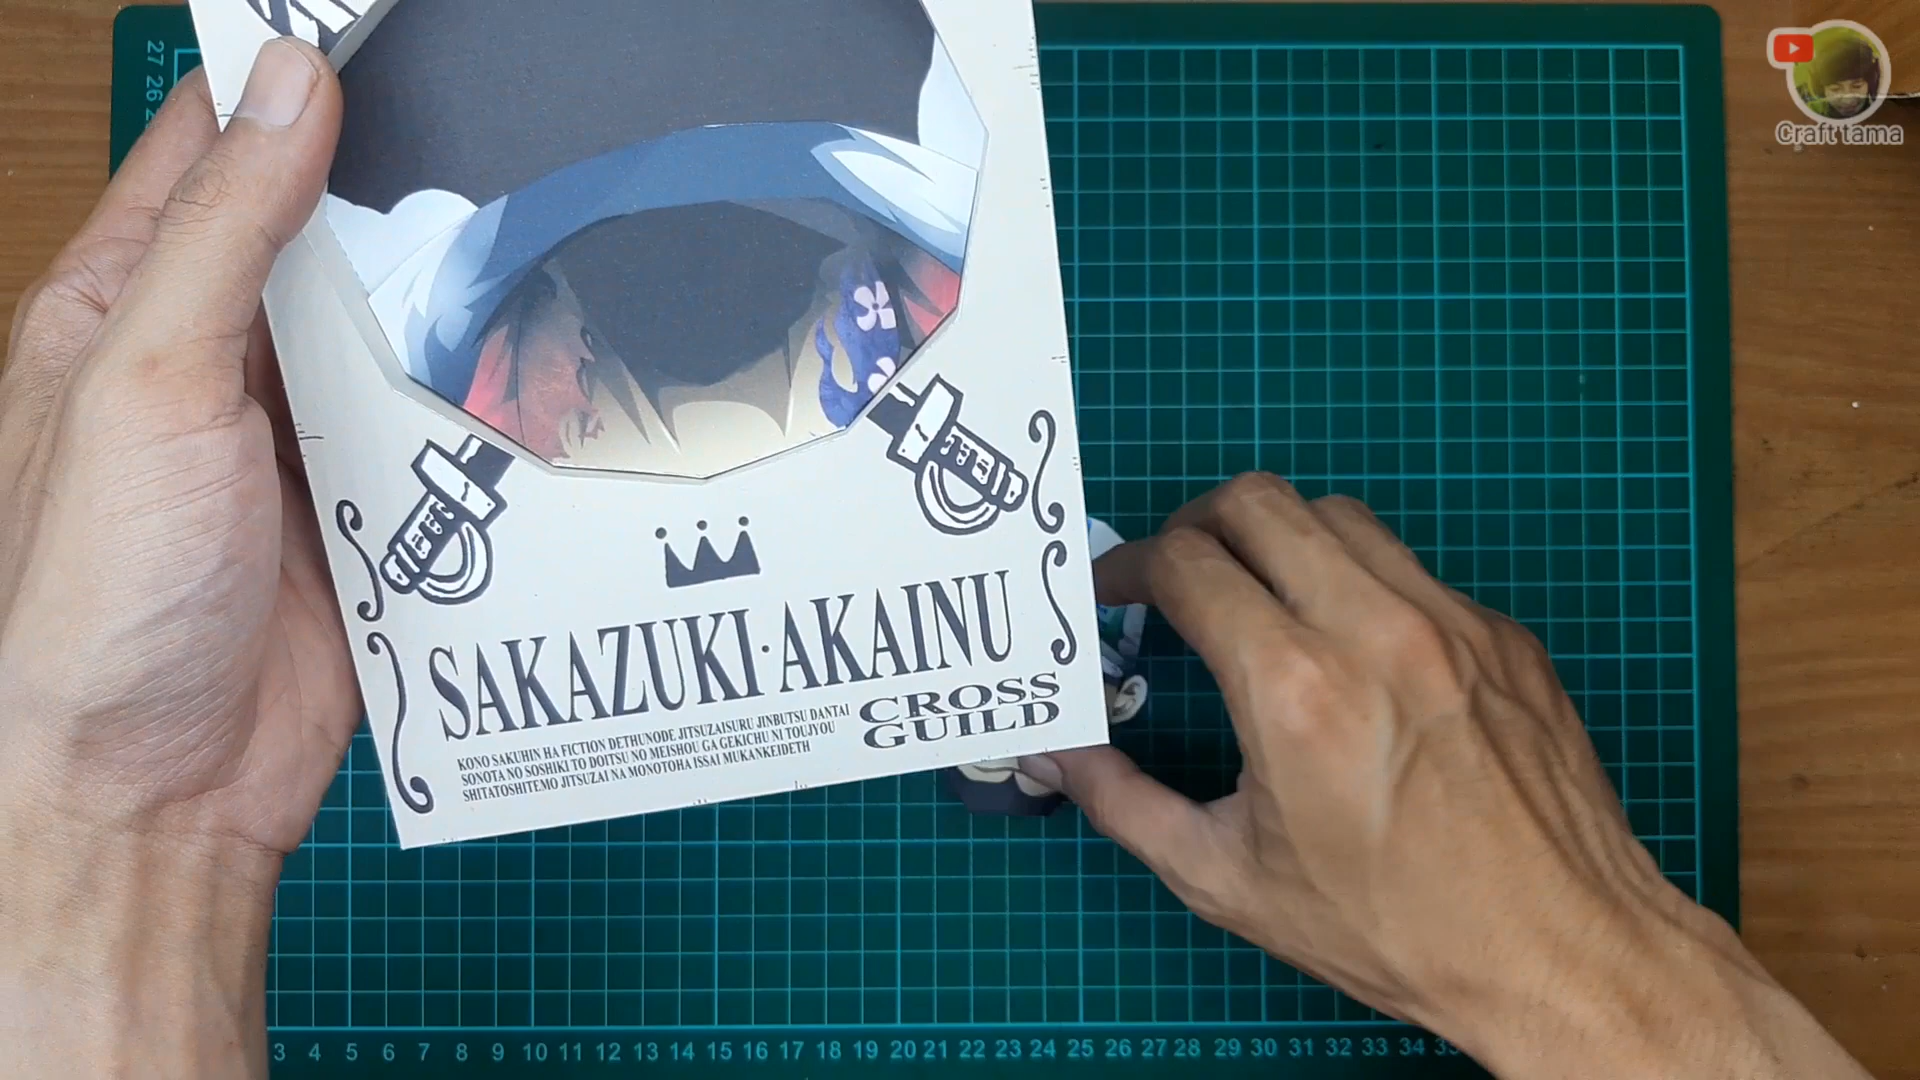 Craft tama
27
26
SAKAZUKI·AKAINU
CROSS
GUILD
KONO SAKUHIN HA FICTION DETHUNODE JITSUZAISURU JINBUTSU DANTAI
SONOTA NO SOSHIKI TO DOITSU NO MEISHOU GA GEKICHU NI TOUJYOU
SHITATOSHITEMO JITSUZAI NA MONOTOHA ISSAI MUKANKEIDETH
3 4 5 6 7 8 9 10 11 12 13 14 15 16 17 18 19 20 21 22 23 24 25 26 27 28 29 30 31 32 33 34